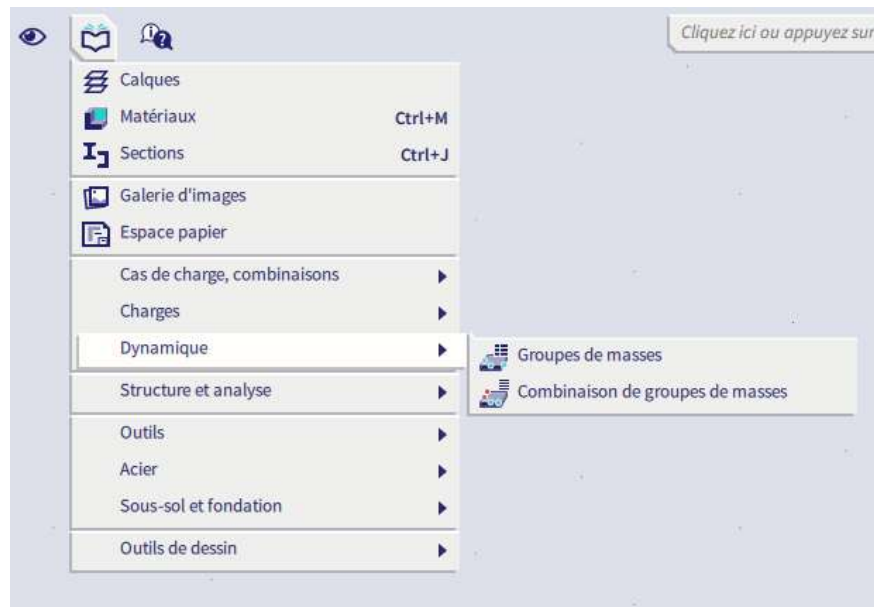 Cliquez ici ou appuyez sur
Calques
Matériaux Ctrl+M
Sections Ctrl+J
Galerie d'images
Espace papier
Cas de charge, combinaisons
Charges
Dynamique
Groupes de masses
Combinaison de groupes de masses
Structure et analyse
Outils
Acier
Sous-sol et fondation
Outils de dessin